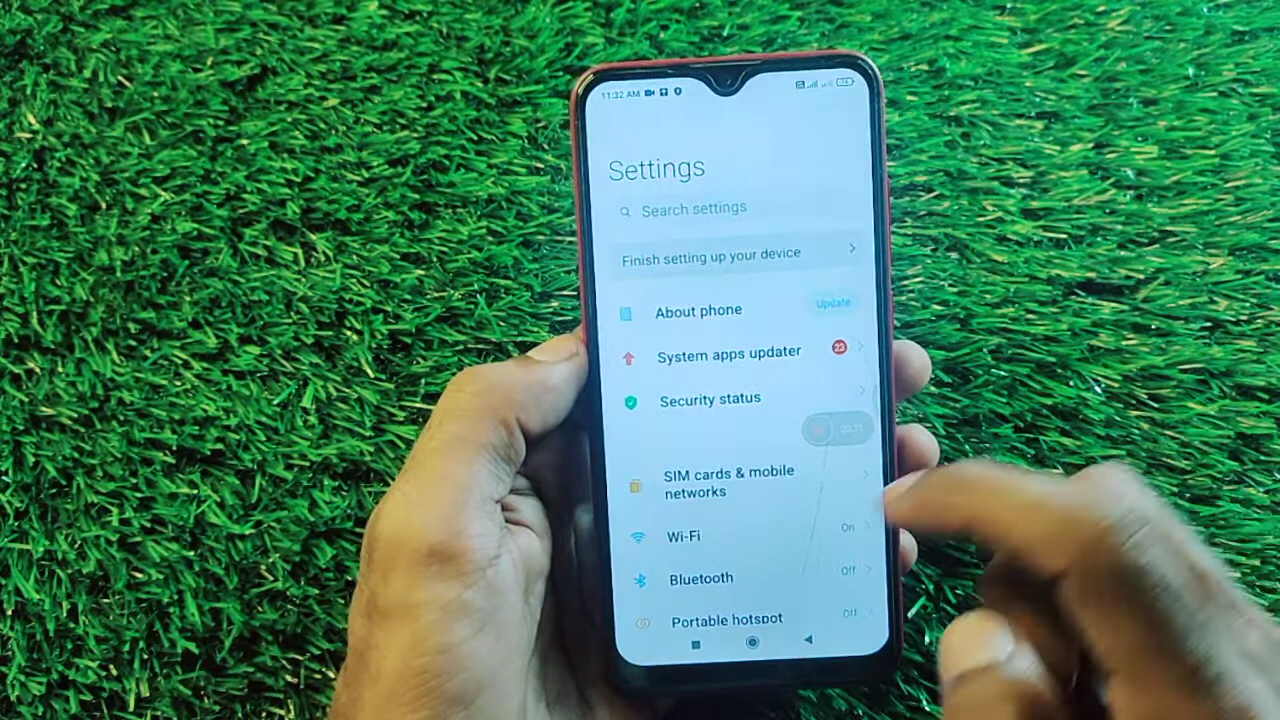 11:32 AM
Settings
Search settings
Finish setting up your device
About phone Update
System apps updater 23
Security status
SIM cards & mobile
networks
Wi-Fi On
Bluetooth Off
Portable hotspot Off